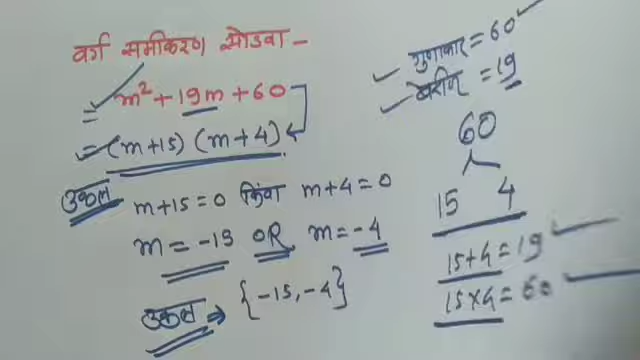 वर्ग समीकरण सोडवा -
= m² + 19m + 60
= (m+15) (m+4)
उकल m+15=0 किंवा m+4=0
m = -15 OR m = -4
उकल ⇒ {-15, -4}
गुणाकार = 60
बेरीज = 19
60
15 4
15+4=19
15×4=60